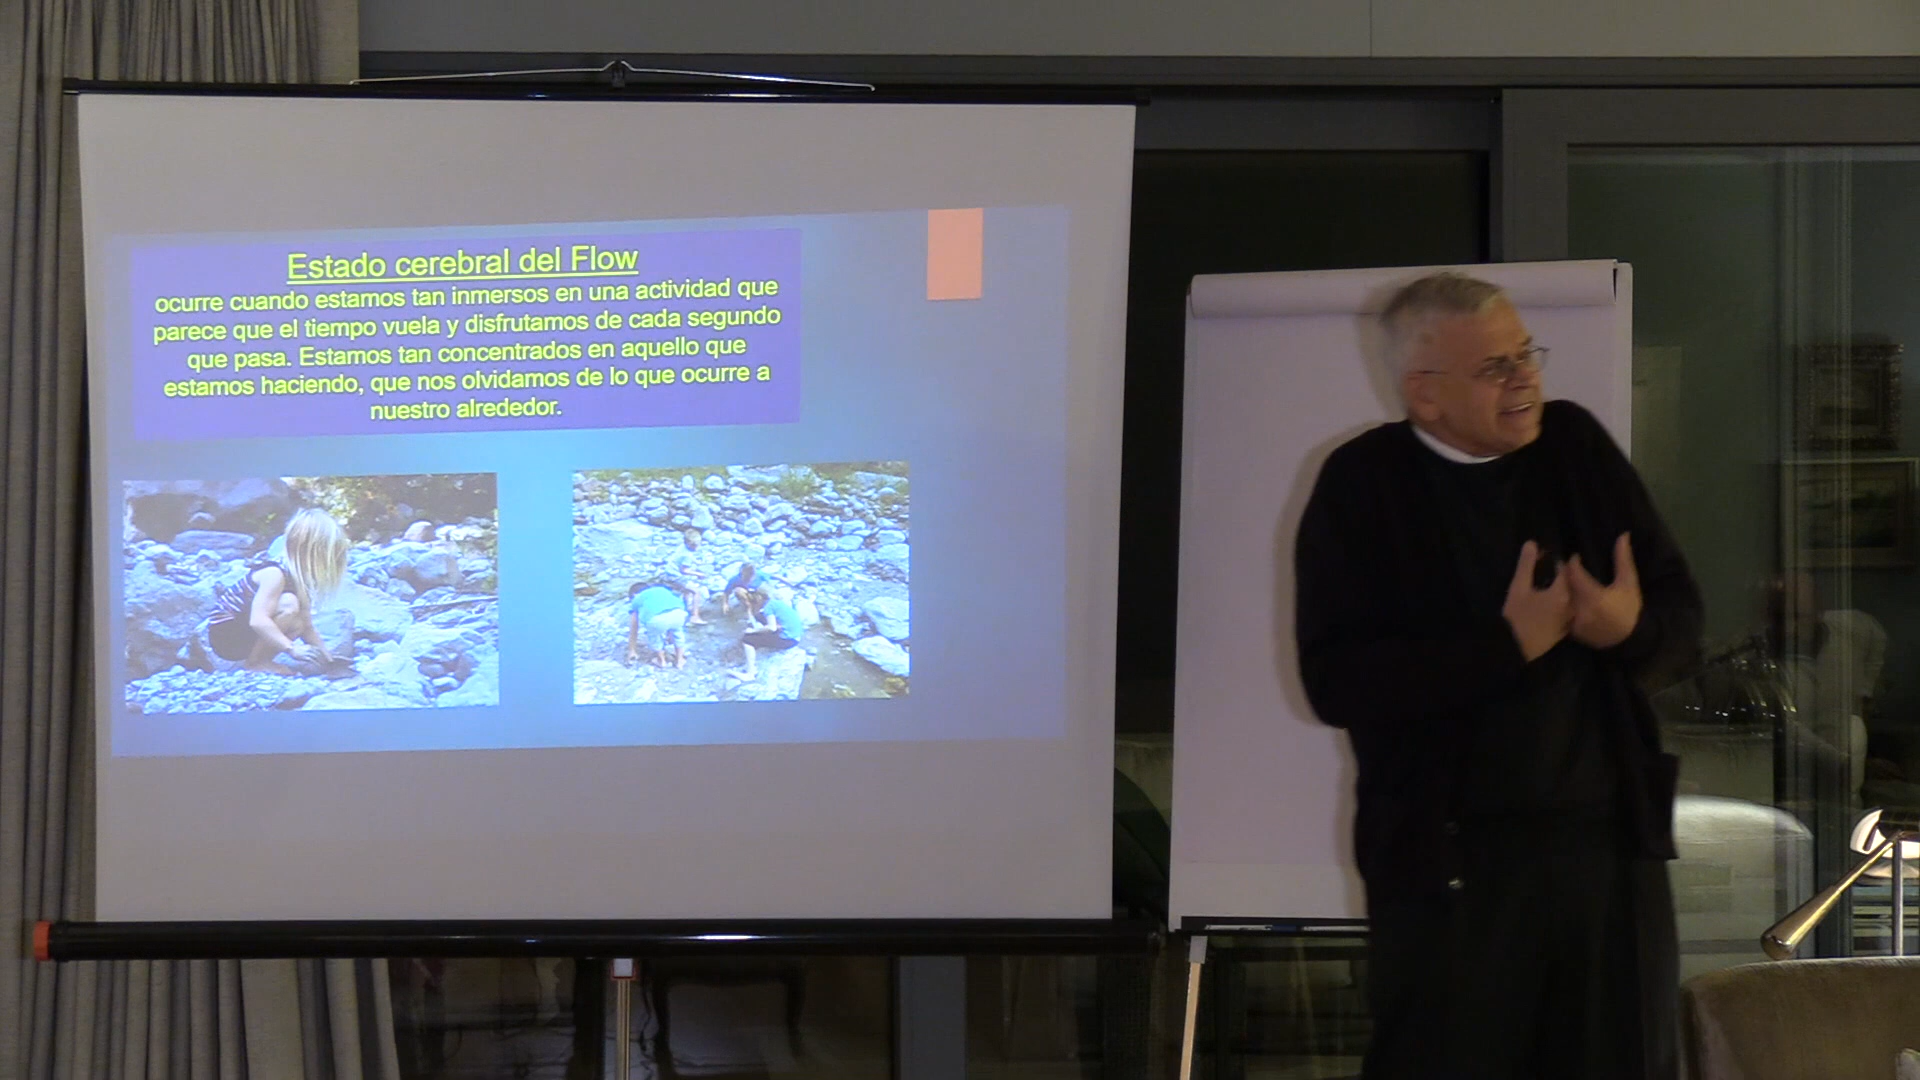 Estado cerebral del Flow
ocurre cuando estamos tan inmersos en una actividad que
parece que el tiempo vuela y disfrutamos de cada segundo
que pasa. Estamos tan concentrados en aquello que
estamos haciendo, que nos olvidamos de lo que ocurre a
nuestro alrededor.